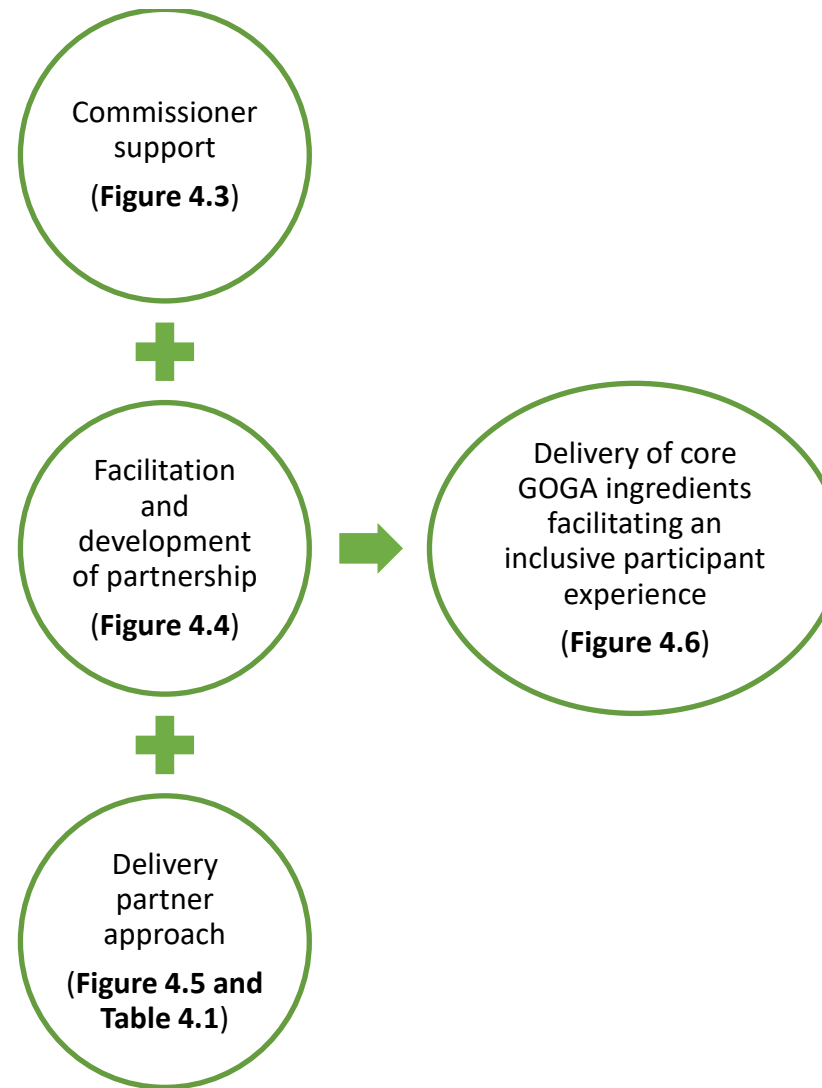 Commissioner
support
(Figure 4.3)
Facilitation
and
development
of partnership
(Figure 4.4)
Delivery of core
GOGA ingredients
facilitating an
inclusive participant
experience
(Figure 4.6)
Delivery
partner
approach
(Figure 4.5 and
Table 4.1)